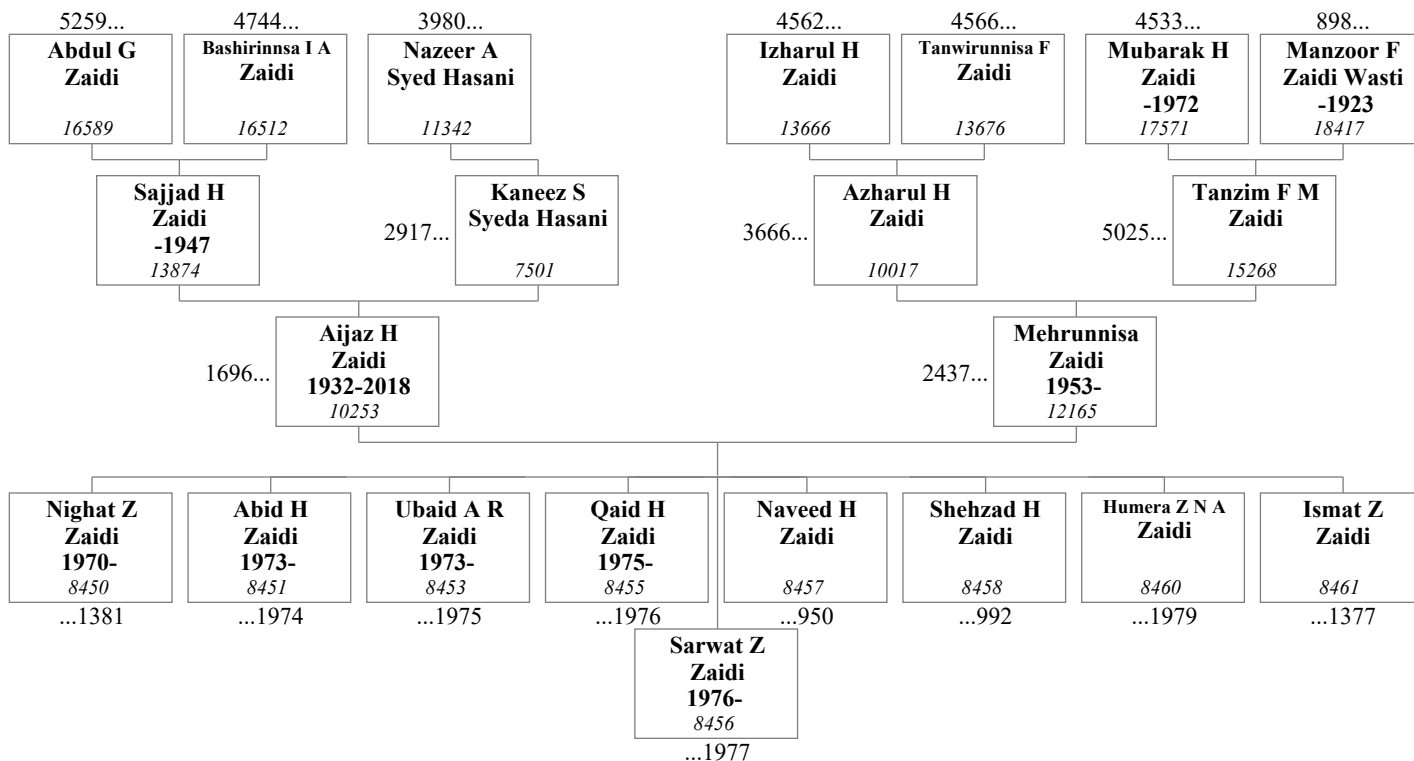 5259...
4744...
3980...
4562...
4566...
4533...
898...
Abdul G
Zaidi
16589
Bashirinnsa I A
Zaidi
16512
Nazeer A
Syed Hasani
11342
Izharul H
Zaidi
13666
Tanwirunnisa F
Zaidi
13676
Mubarak H
Zaidi
-1972
17571
Manzoor F
Zaidi Wasti
-1923
18417
Sajjad H
Zaidi
-1947
13874
2917...
Kaneez S
Syeda Hasani
7501
3666...
Azharul H
Zaidi
10017
5025...
Tanzim F M
Zaidi
15268
1696...
Aijaz H
Zaidi
1932-2018
10253
2437...
Mehrunnisa
Zaidi
1953-
12165
Nighat Z
Zaidi
1970-
8450
...1381
Abid H
Zaidi
1973-
8451
...1974
Ubaid A R
Zaidi
1973-
8453
...1975
Qaid H
Zaidi
1975-
8455
...1976
Naveed H
Zaidi
8457
...950
Shehzad H
Zaidi
8458
...992
Humera Z N A
Zaidi
8460
...1979
Ismat Z
Zaidi
8461
...1377
Sarwat Z
Zaidi
1976-
8456
...1977